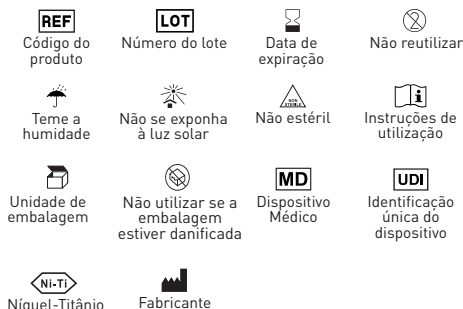 REF
Código do
produto
LOT
Número do lote
Data de
expiração
2
Não reutilizar
Teme a
humidade
Não se exponha
à luz solar
NON
STERILE
Não estéril
i
Instruções de
utilização
Unidade de
embalagem
Não utilizar se a
embalagem
estiver danificada
MD
Dispositivo
Médico
UDI
Identificação
única do
dispositivo
Ni-Ti
Níquel-Titânio
Fabricante